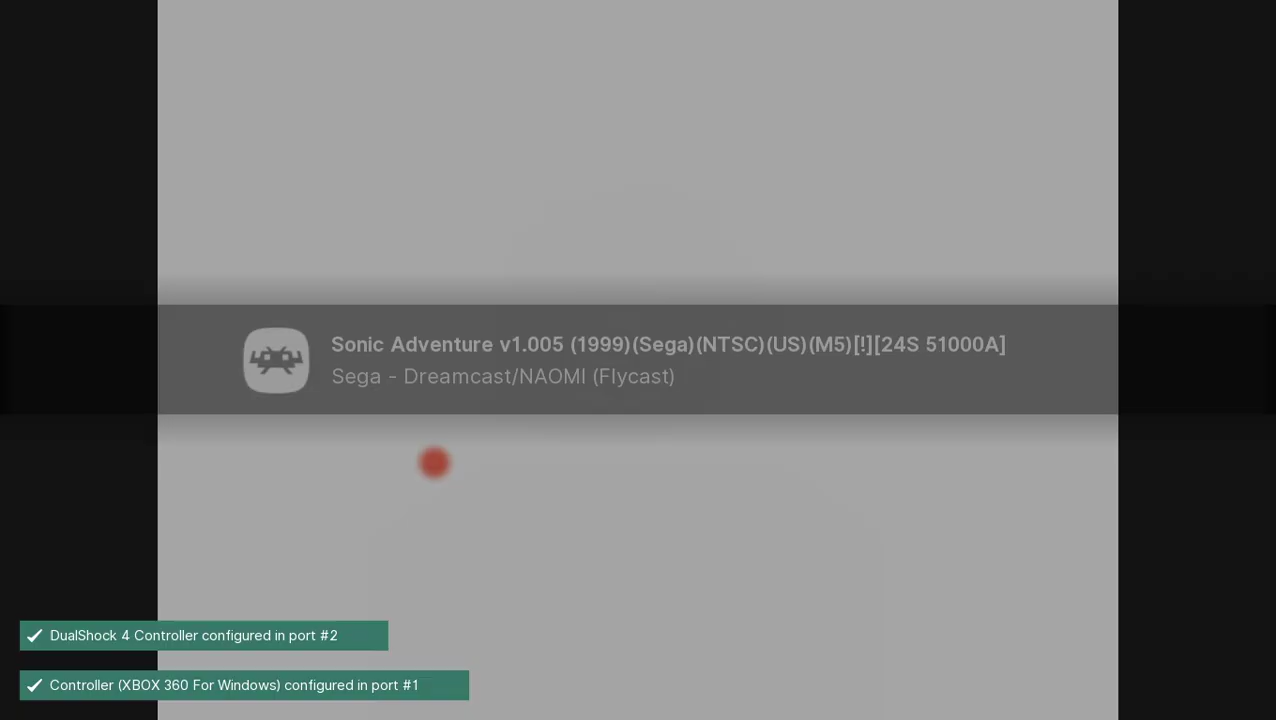 Sonic Adventure v1.005 (1999)(Sega)(NTSC)(US)(M5)[!][24S 51000A]
Sega - Dreamcast/NAOMI (Flycast)
DualShock 4 Controller configured in port #2
Controller (XBOX 360 For Windows) configured in port #1